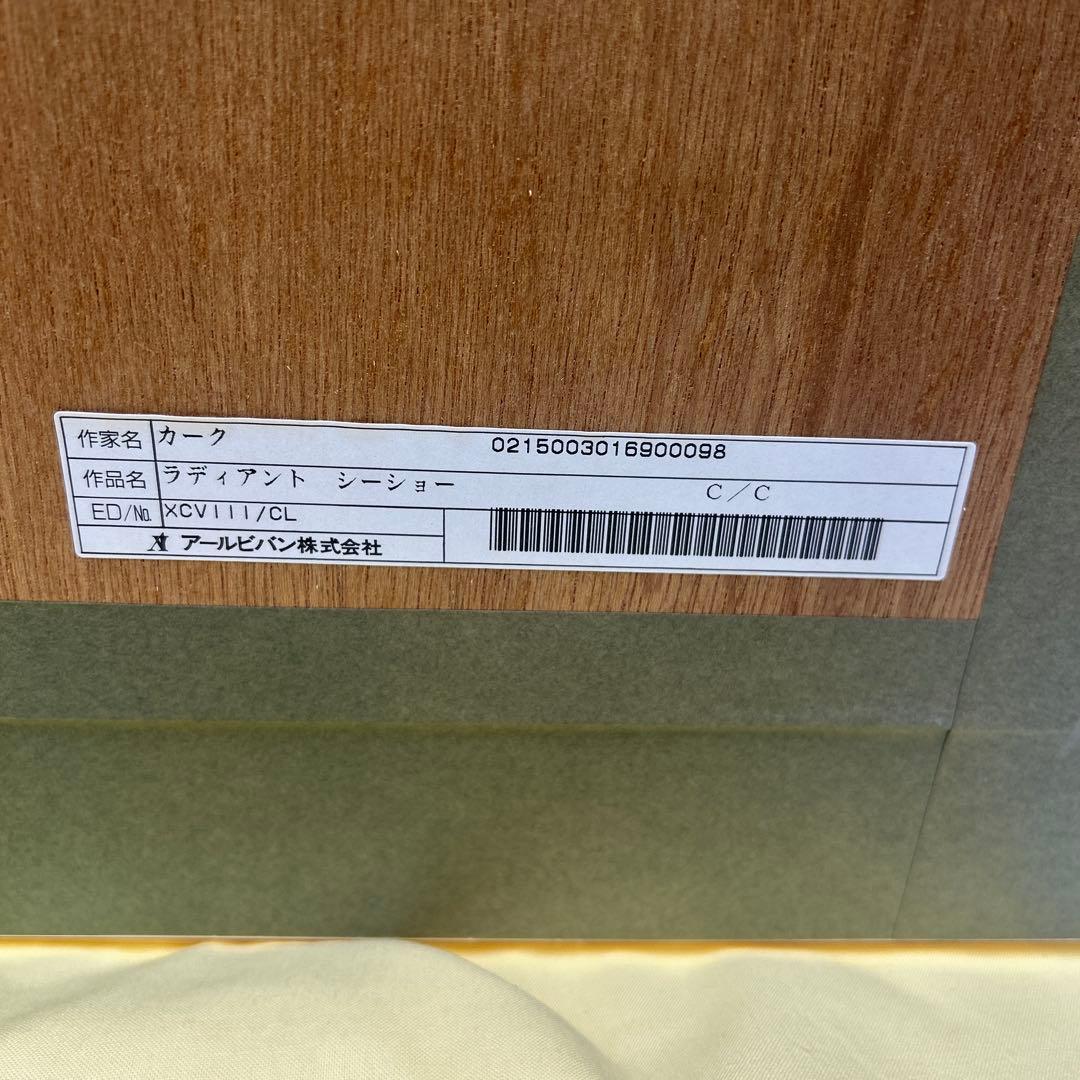 作家名 カーク 0215003016900098
作品名 ラディアント シーショー C/C
ED/No. XCVIII/CL
アールビバン株式会社